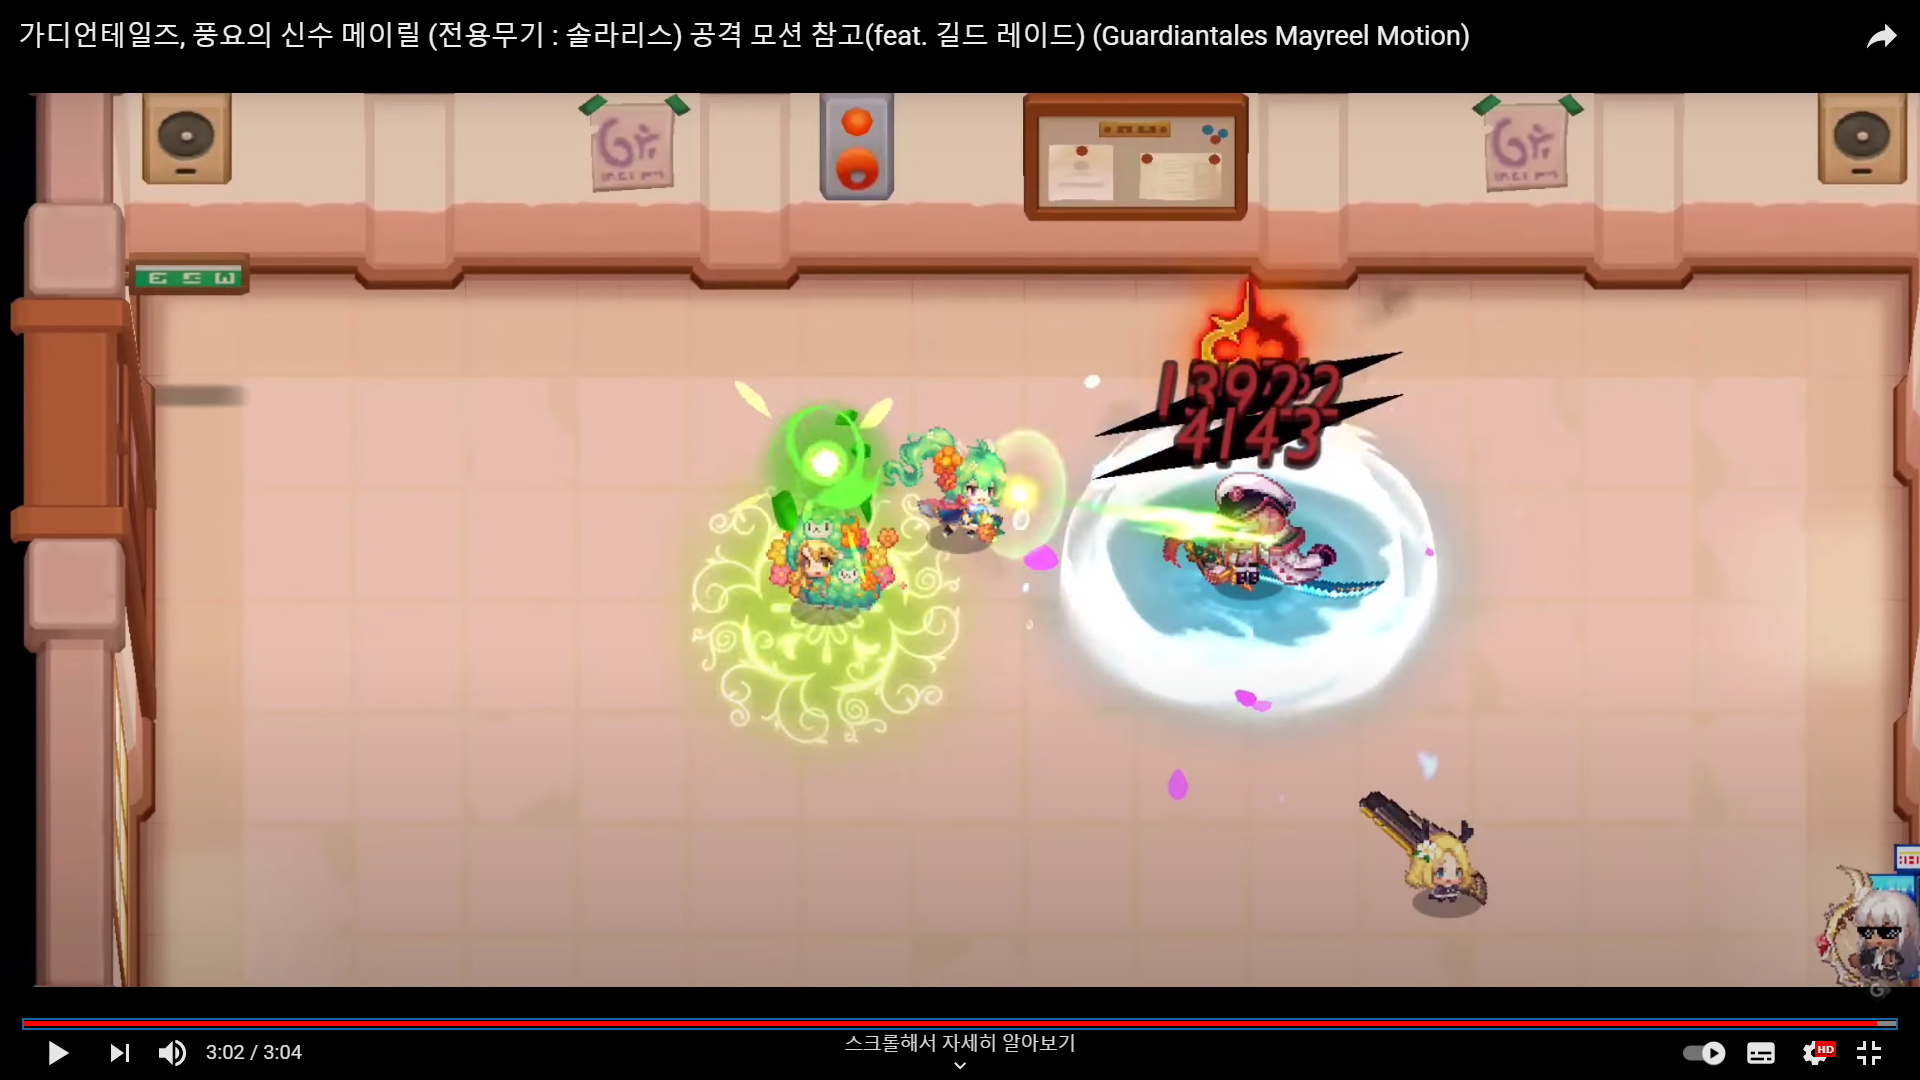 가디언테일즈, 풍요의 신수 메이릴 (전용무기 : 솔라리스) 공격 모션 참고(feat. 길드 레이드) (Guardiantales Mayreel Motion)
13922
4143
3:02 / 3:04
스크롤해서 자세히 알아보기
HD